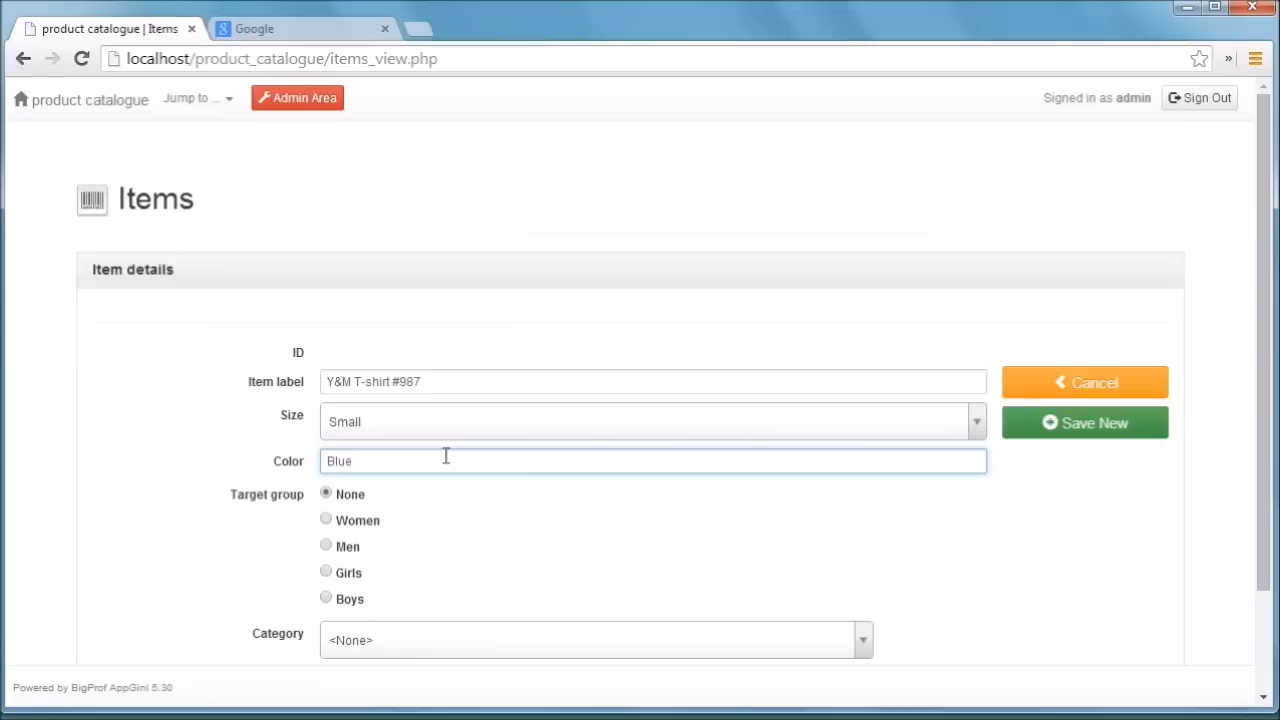 product catalogue | Items
Google
localhost/product_catalogue/items_view.php
product catalogue
Jump to ...
Admin Area
Signed in as admin
Sign Out
Items
Item details
ID
Item label
Y&M T-shirt #987
Cancel
Size
Small
Save New
Color
Blue
Target group
None
Women
Men
Girls
Boys
Category
<None>
Powered by BigProf AppGini 5.30